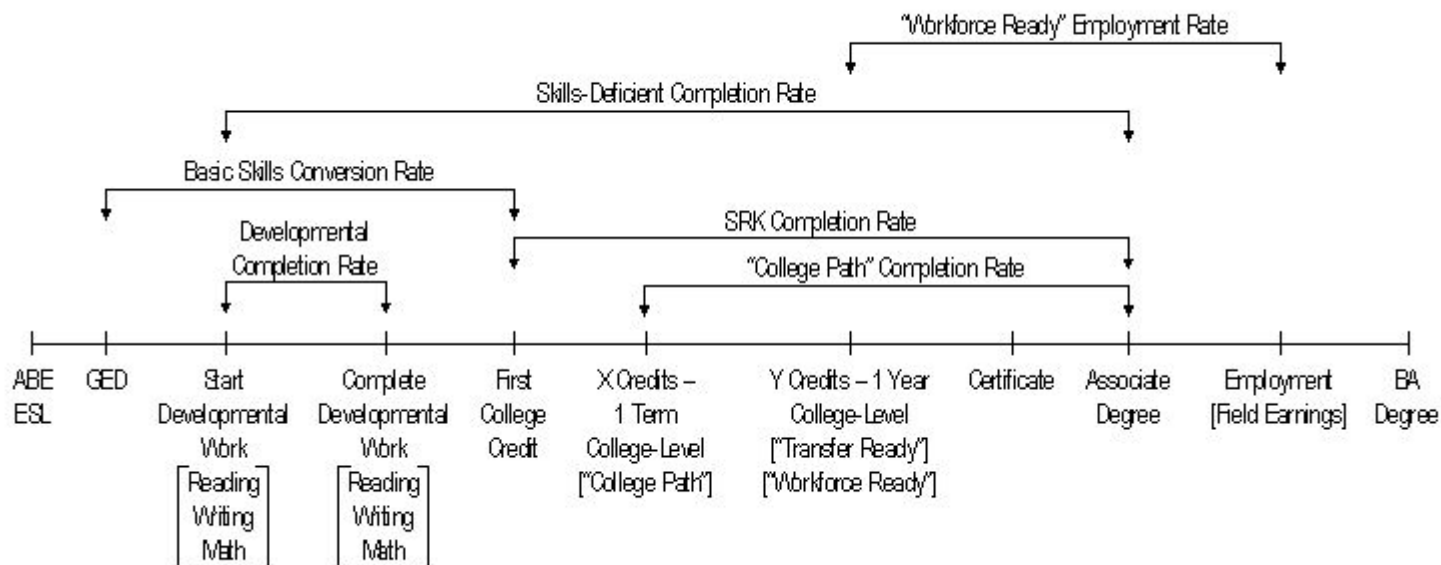 “Workforce Ready” Employment Rate
Skills-Deficient Completion Rate
Basic Skills Conversion Rate
Developmental
Completion Rate
SRK Completion Rate
“College Path” Completion Rate
ABE
ESL
GED
Start
Developmental
Work
Reading
Writing
Math
Complete
Developmental
Work
Reading
Writing
Math
First
College
Credit
X Credits –
1 Term
College-Level
[“College Path”]
Y Credits – 1 Year
College-Level
[“Transfer Ready”]
[“Workforce Ready”]
Certificate
Associate
Degree
Employment
[Field Earnings]
BA
Degree